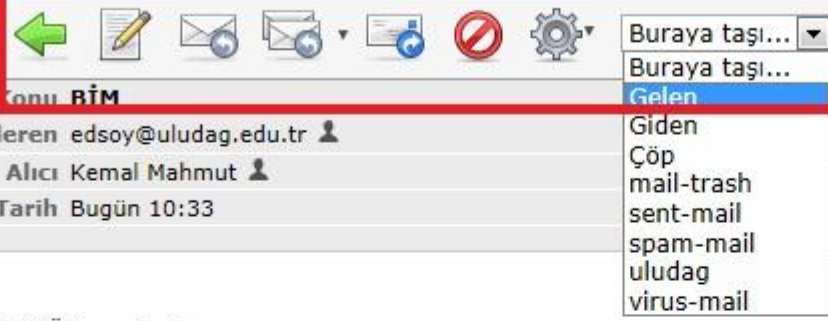 Buraya taşı...
Buraya taşı...
Konu BİM
Gelen
edsoy@uludag.edu.tr
Giden
Alıcı Kemal Mahmut
Çöp
mail-trash
Tarih Bugün 10:33
sent-mail
spam-mail
uludag
virus-mail